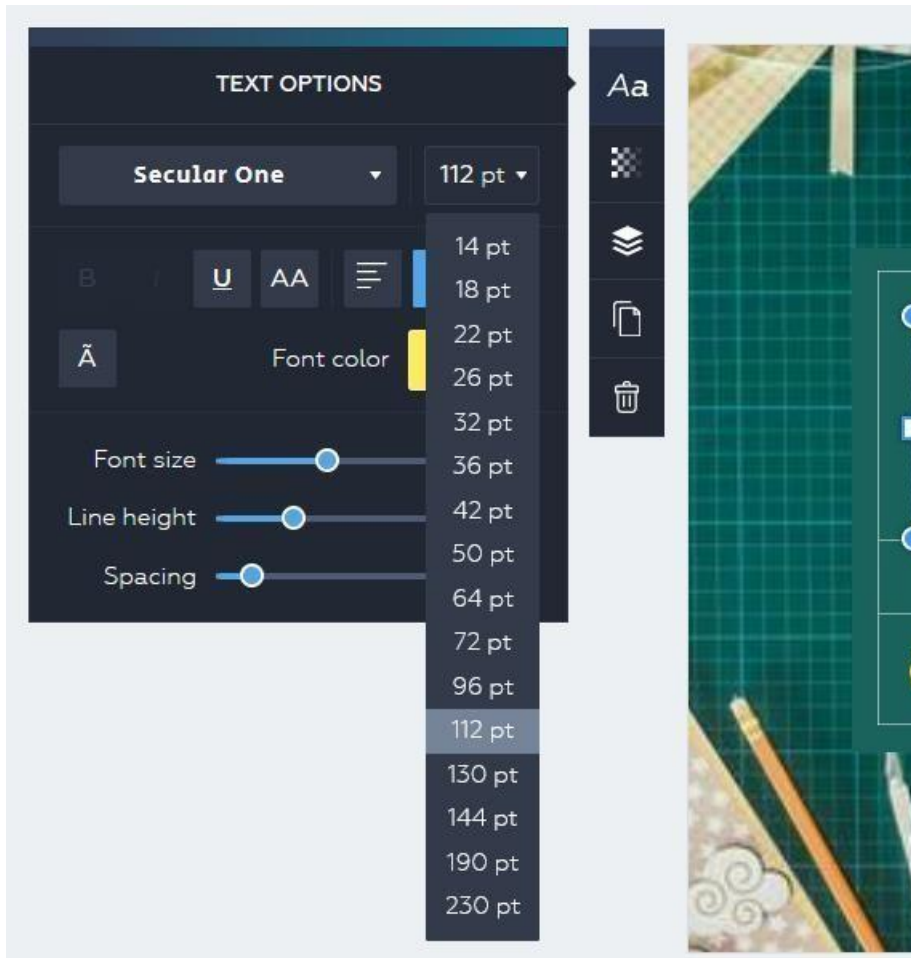 TEXT OPTIONS
Aa
Secular One
112 pt
14 pt
18 pt
22 pt
26 pt
32 pt
36 pt
42 pt
50 pt
64 pt
72 pt
96 pt
112 pt
130 pt
144 pt
190 pt
230 pt
B I U AA
Ã
Font color
Font size
Line height
Spacing